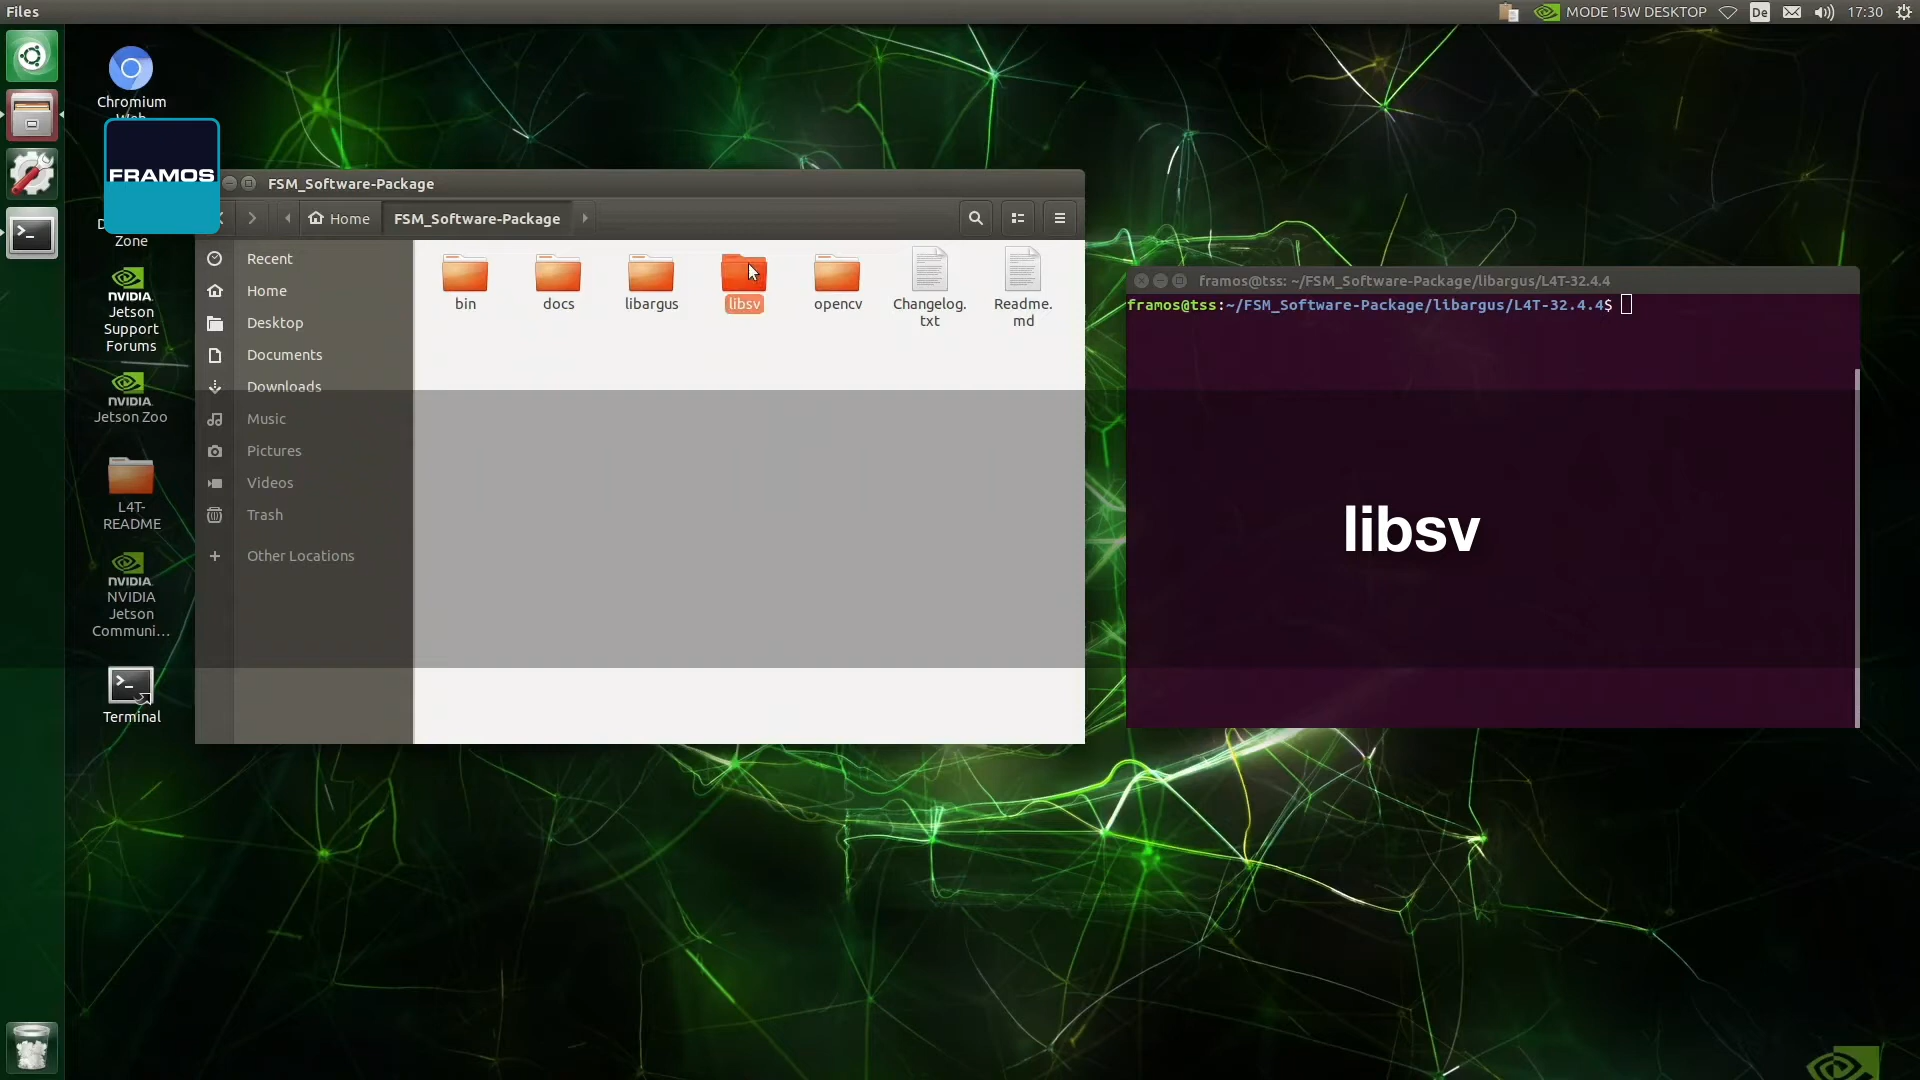 Files
MODE 15W DESKTOP
De
17:30
Chromium
FRAMOS
Zone
NVIDIA.
Jetson
Support
Forums
NVIDIA.
Jetson Zoo
L4T-
README
NVIDIA.
NVIDIA
Jetson
Communi...
Terminal
FSM_Software-Package
Home
FSM_Software-Package
Recent
Home
Desktop
Documents
Downloads
Music
Pictures
Videos
Trash
Other Locations
bin
docs
libargus
libsv
opencv
Changelog.
txt
Readme.
md
framos@tss: ~/FSM_Software-Package/libargus/L4T-32.4.4
framos@tss:~/FSM_Software-Package/libargus/L4T-32.4.4$
libsv